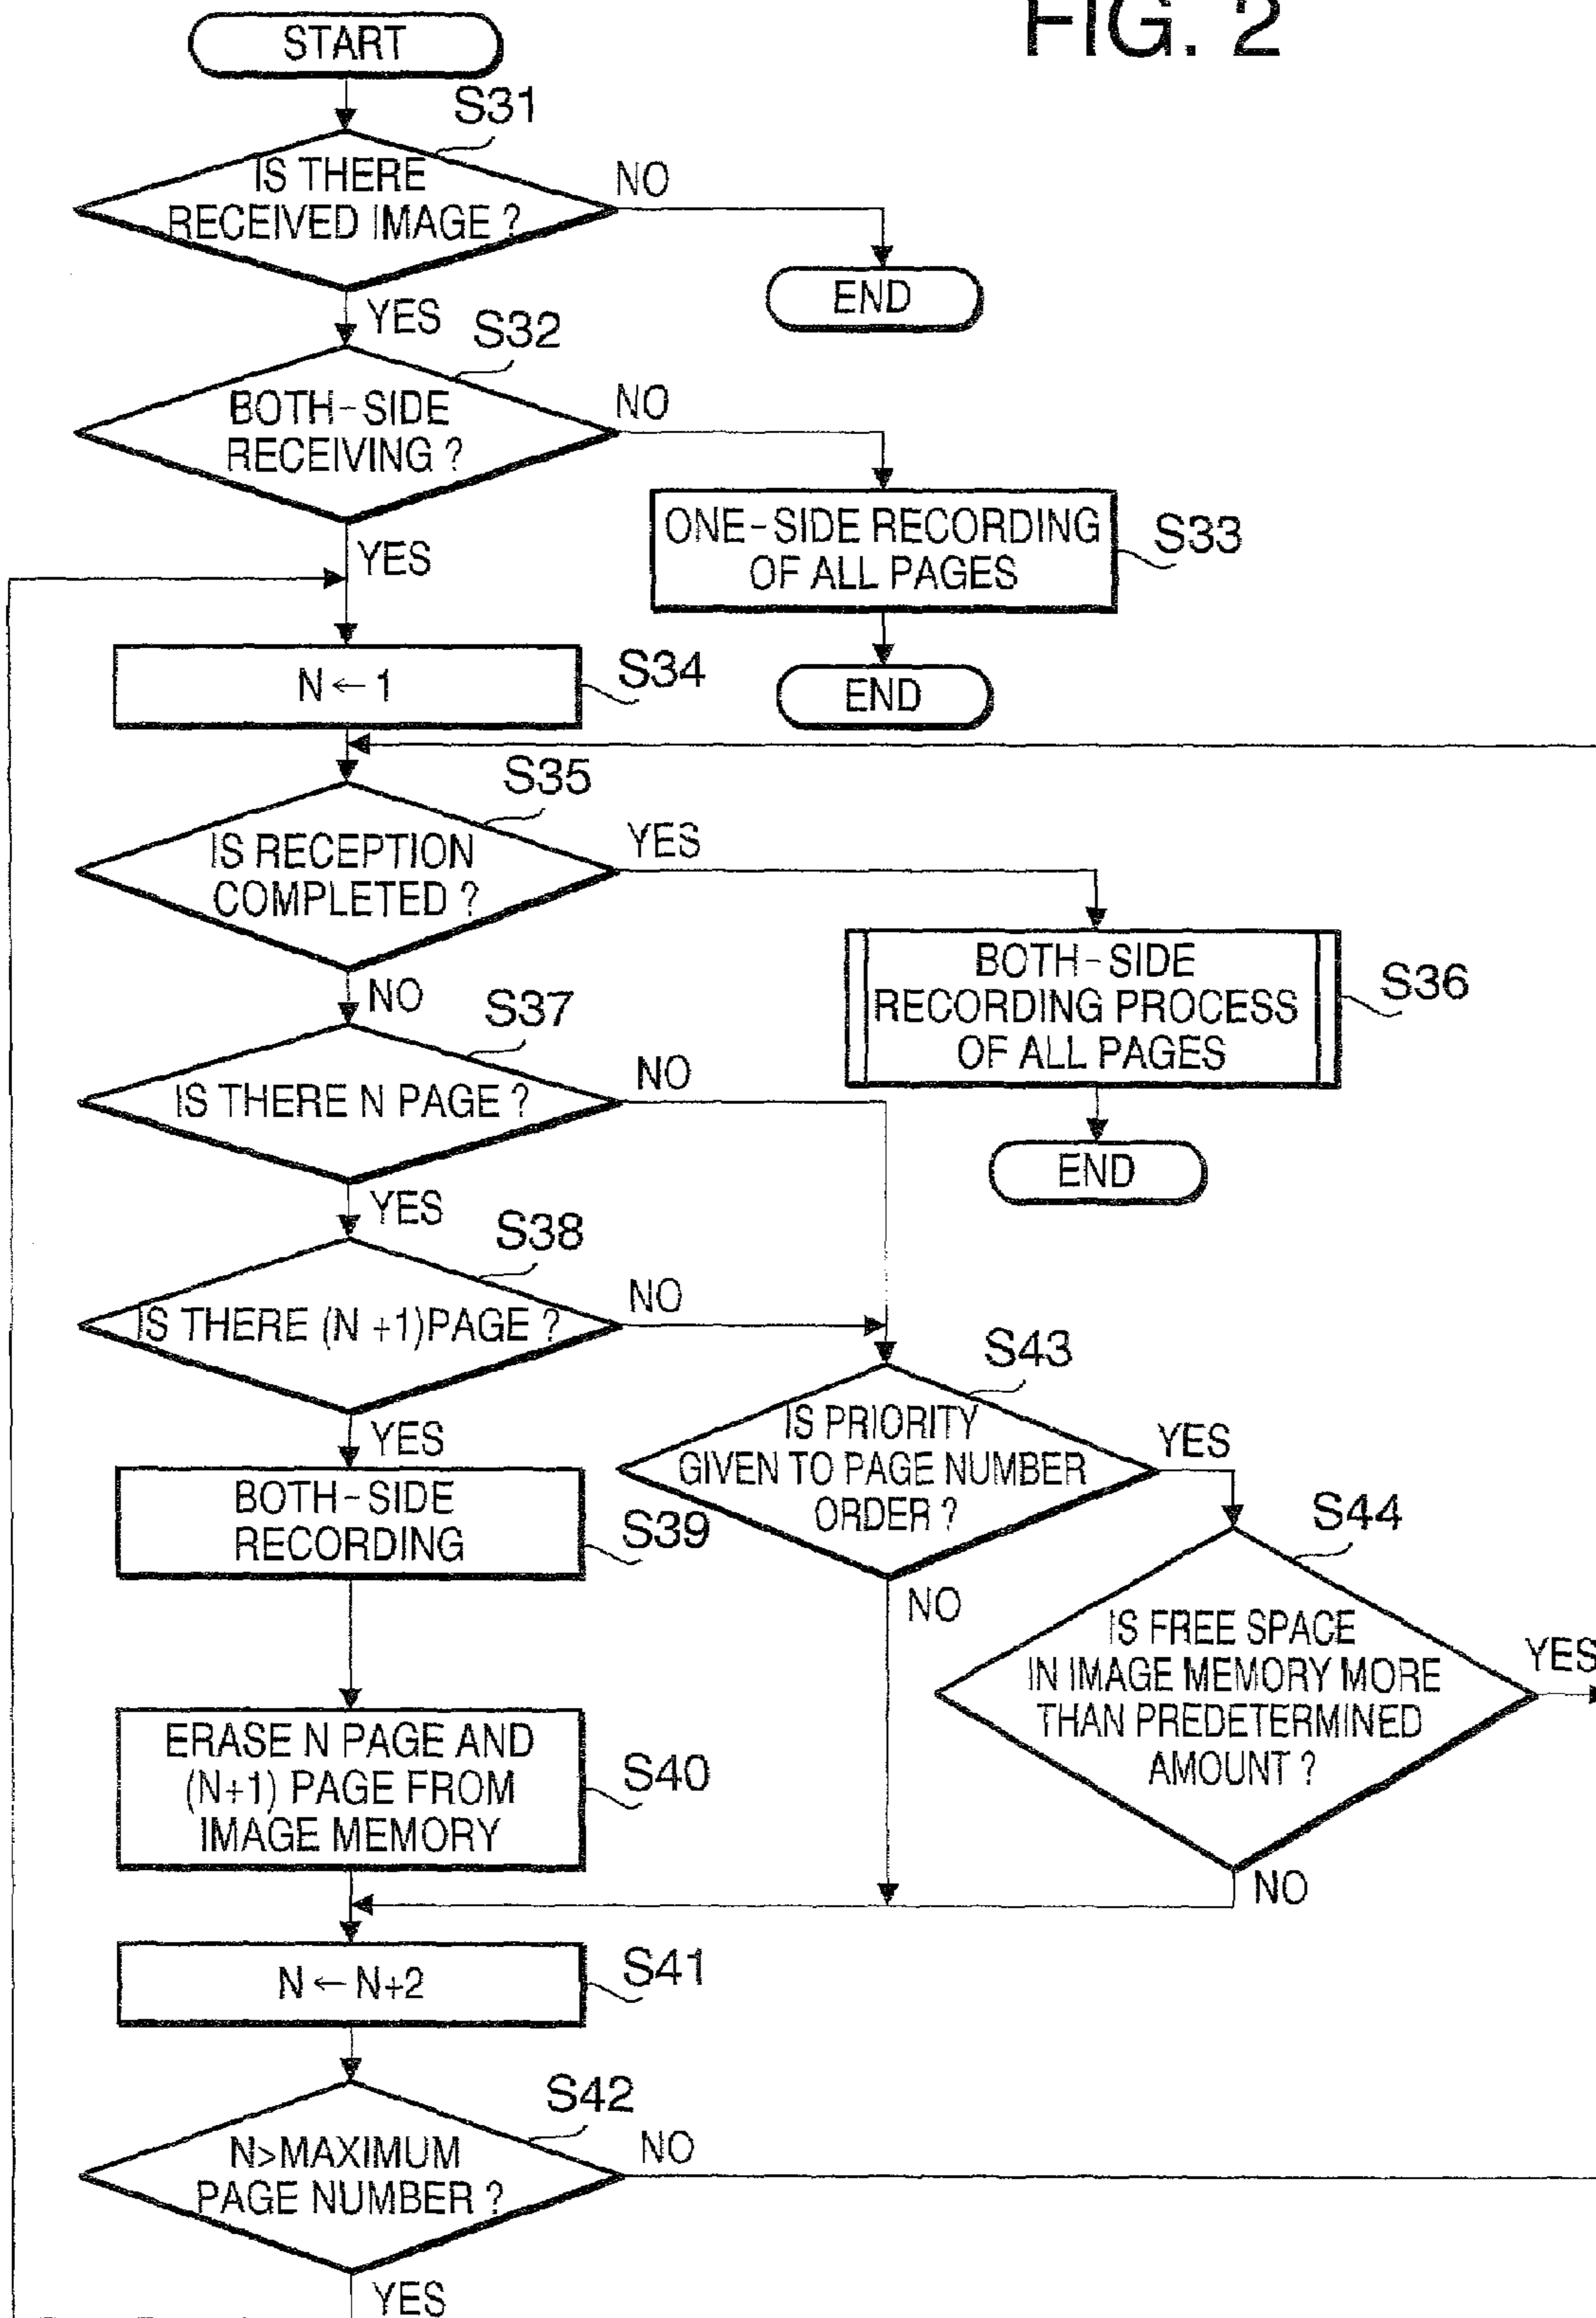 FIG. 2
START
S31
IS THERE
RECEIVED IMAGE ?
NO
END
YES
S32
BOTH-SIDE
RECEIVING ?
NO
ONE-SIDE RECORDING
OF ALL PAGES
S33
END
YES
N ← 1
S34
S35
IS RECEPTION
COMPLETED ?
YES
BOTH-SIDE
RECORDING PROCESS
OF ALL PAGES
S36
END
NO
S37
IS THERE N PAGE ?
NO
YES
S38
IS THERE (N +1)PAGE ?
NO
YES
BOTH-SIDE
RECORDING
S39
S43
IS PRIORITY
GIVEN TO PAGE NUMBER
ORDER ?
YES
NO
S44
IS FREE SPACE
IN IMAGE MEMORY MORE
THAN PREDETERMINED
AMOUNT ?
YES
NO
ERASE N PAGE AND
(N+1) PAGE FROM
IMAGE MEMORY
S40
N ← N+2
S41
S42
N>MAXIMUM
PAGE NUMBER ?
NO
YES